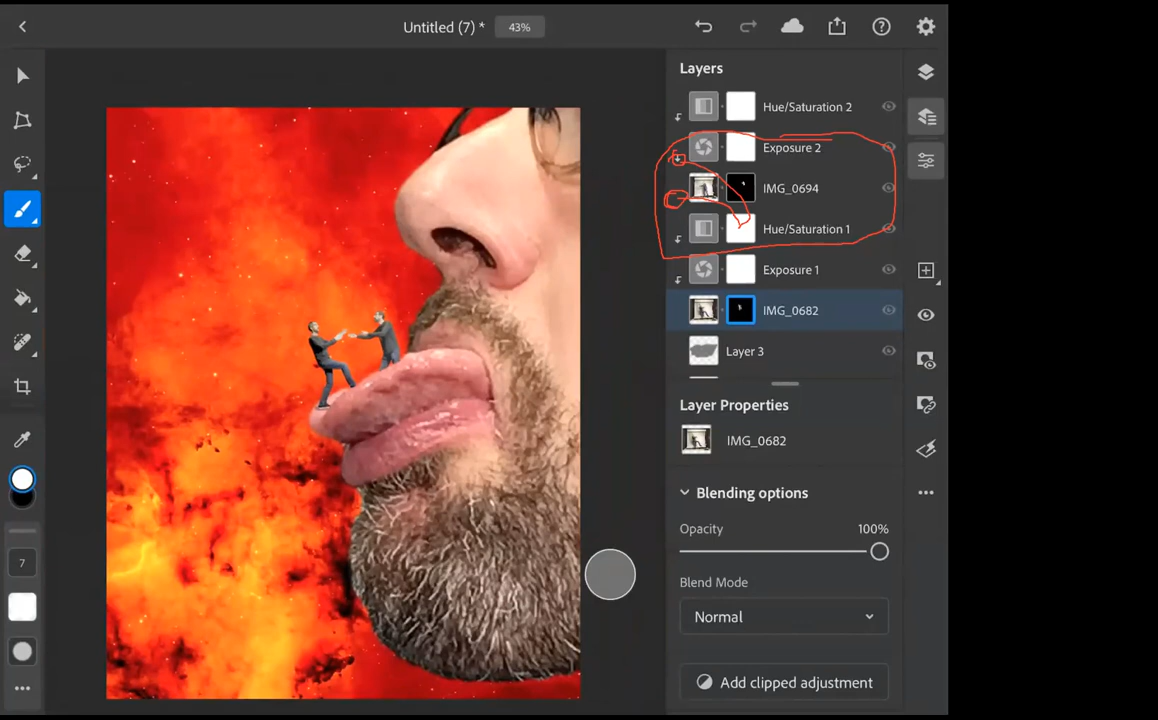 Untitled (7) * 43%
Layers
Hue/Saturation 2
Exposure 2
IMG_0694
Hue/Saturation 1
Exposure 1
IMG_0682
Layer 3
Layer Properties
IMG_0682
Blending options
Opacity 100%
Blend Mode
Normal
Add clipped adjustment
7